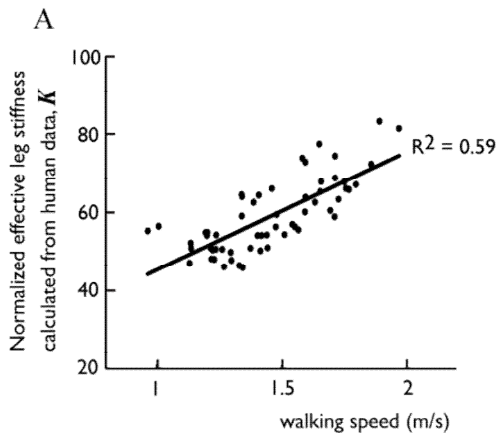 A
Normalized effective leg stiffness
calculated from human data, K
100
80
60
40
20
R2 = 0.59
1
1.5
2
walking speed (m/s)